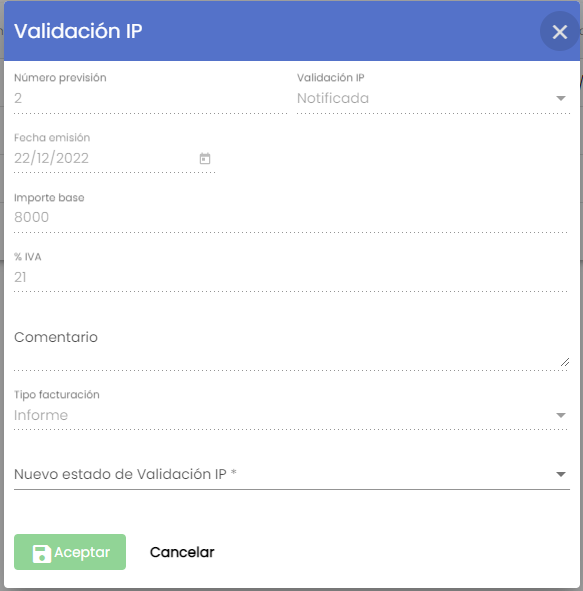 Validación IP
Número previsión
Validación IP
2
Notificada
Fecha emisión
22/12/2022
Importe base
8000
% IVA
21
Comentario
Tipo facturación
Informe
Nuevo estado de Validación IP *
Aceptar
Cancelar